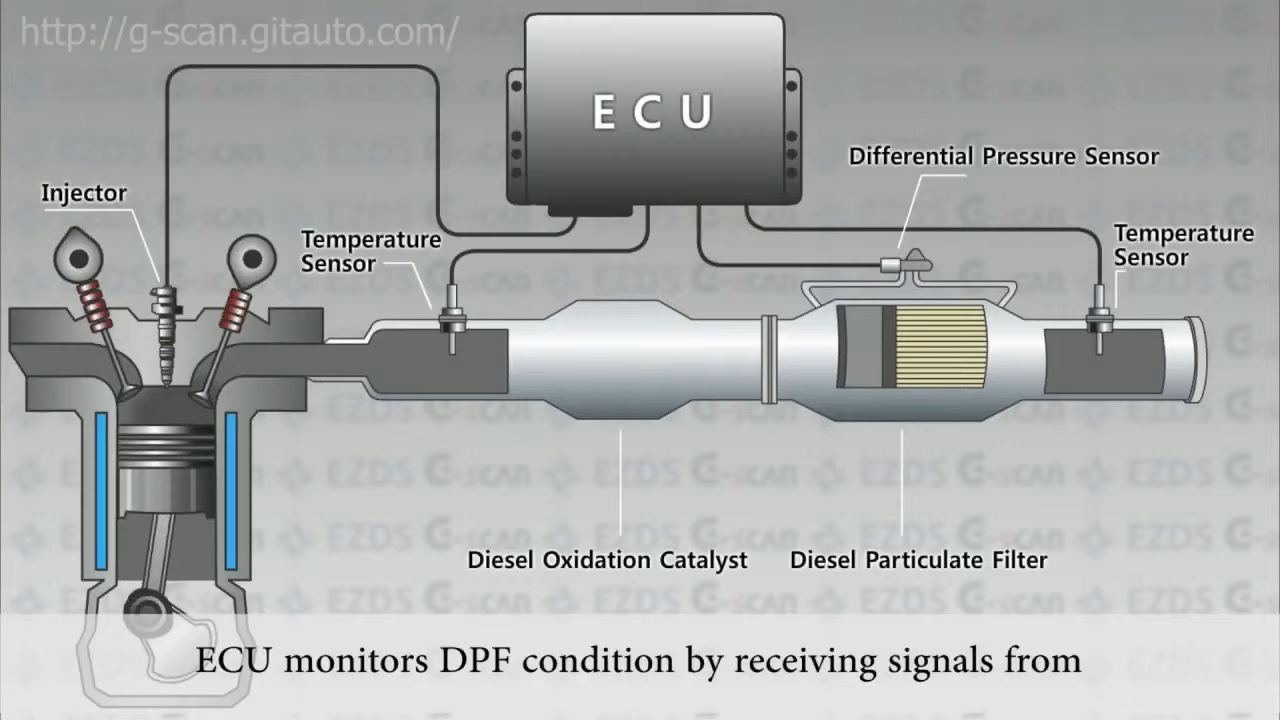 http://g-scan.gitauto.com/
ECU
Differential Pressure Sensor
Injector
Temperature
Sensor
Temperature
Sensor
Diesel Oxidation Catalyst
Diesel Particulate Filter
ECU monitors DPF condition by receiving signals from